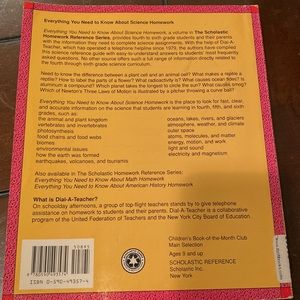 Everything You Need to Know About Science Homework
Everything You Need to Know About Science Homework, a volume in The Scholastic
Homework Reference Series, provides fourth to sixth grade students and their parents
with the information they need to complete science assignments. With the help of Dial-A-
Teacher, which has operated a telephone helpline since 1979, the authors have compiled
this science reference guide with easy-to-understand answers to students' most frequently
asked questions. No other source offers such a full range of information directly related to the
fourth through sixth grade science curriculum.
Need to know the difference between a plant cell and an animal cell? What makes a reptile a
reptile? How to label the parts of a flower? What radioactivity is? What causes ocean tides? Is
aluminum a compound? Which planet takes the longest to circle the sun? What causes smog?
Which of Newton's Three Laws of Motion is illustrated by a pitcher throwing a curve ball?
Everything You Need to Know About Science Homework is the place to look for fast, clear,
and accurate information on the science that students are learning in fourth, fifth, and sixth
grades, such as:
the animal and plant kingdom
vertebrates and invertebrates
photosynthesis
food chains and food webs
biomes
environmental issues
how the earth was formed
earthquakes, volcanoes, and tsunamis
oceans, lakes, rivers, and glaciers
atmosphere, weather, and climate
outer space
atoms, molecules, and matter
energy, motion, and work
light and sound
electricity and magnetism
Also available in The Scholastic Homework Reference Series:
Everything You Need to Know About Math Homework
Everything You Need to Know About American History Homework
What is Dial-A-Teacher?
On schoolday afternoons, a group of top-flight teachers stands by to give telephone
assistance on homework to students and their parents. Dial-A-Teacher is a collaborative
program of the United Federation of Teachers and the New York City Board of Education.
Children's Book-of-the-Month Club
Main Selection
Ages 9 and up
SCHOLASTIC REFERENCE
Scholastic Inc.
New York
ISBN 0-590-49357-4